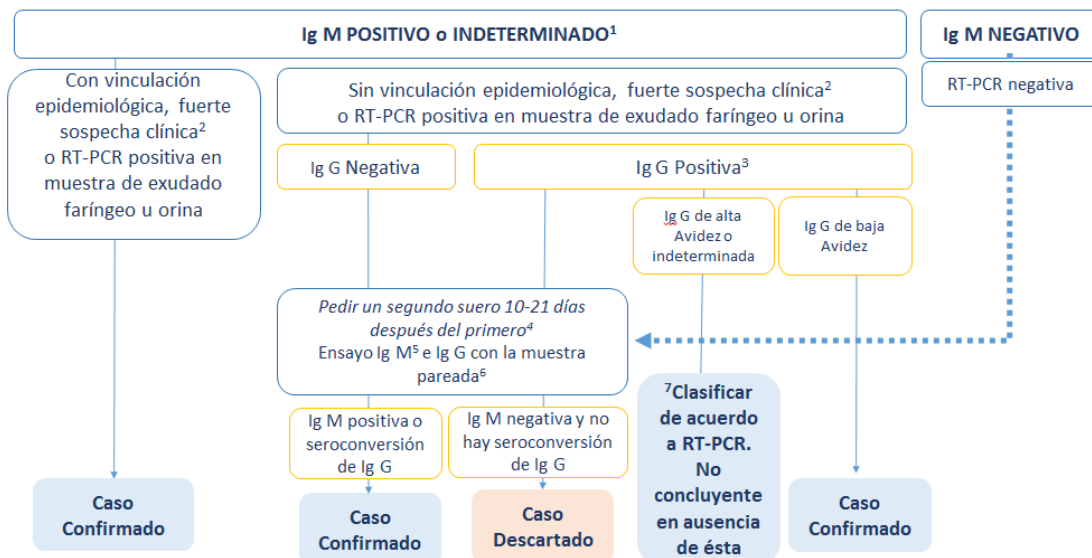 Ig M POSITIVO o INDETERMINADO¹
Ig M NEGATIVO
Con vinculación
epidemiológica, fuerte
sospecha clínica²
o RT-PCR positiva en
muestra de exudado
faríngeo u orina
Sin vinculación epidemiológica, fuerte sospecha clínica²
o RT-PCR positiva en muestra de exudado faríngeo u orina
RT-PCR negativa
Ig G Negativa
Ig G Positiva³
Ig G de alta
Avidez o
indeterminada
Ig G de baja
Avidez
Pedir un segundo suero 10-21 días
después del primero⁴
Ensayo Ig M⁵ e Ig G con la muestra
pareada⁶
Ig M positiva o
seroconversión
de Ig G
Ig M negativa y no
hay seroconversión
de Ig G
⁷Clasificar
de acuerdo
a RT-PCR.
No
concluyente
en ausencia
de ésta
Caso
Confirmado
Caso
Confirmado
Caso
Descartado
Caso
Confirmado